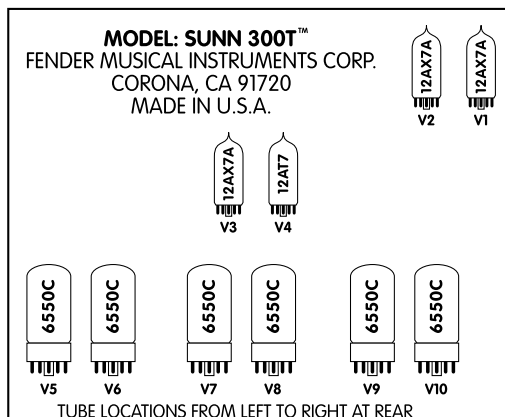 MODEL: SUNN 300T™
FENDER MUSICAL INSTRUMENTS CORP.
CORONA, CA 91720
MADE IN U.S.A.
12AX7A 12AX7A
V2 V1
12AX7A 12AT7
V3 V4
6550C 6550C 6550C 6550C 6550C 6550C
V5 V6 V7 V8 V9 V10
TUBE LOCATIONS FROM LEFT TO RIGHT AT REAR